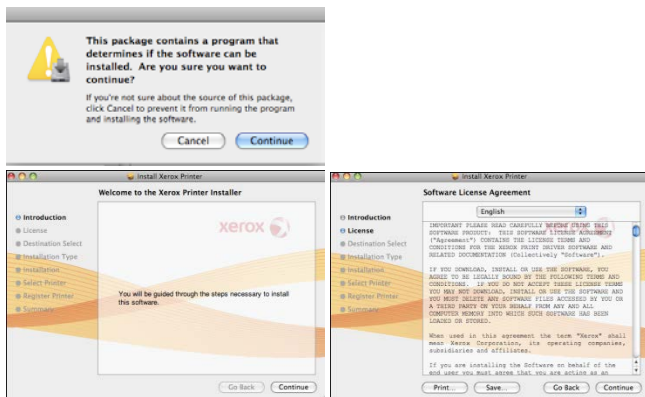 This package contains a program that
determines if the software can be
installed. Are you sure you want to
continue?
If you're not sure about the source of this package,
click Cancel to prevent it from running the program
and installing the software.
Cancel
Continue
Install Xerox Printer
Welcome to the Xerox Printer Installer
Introduction
License
Destination Select
Installation Type
Installation
Select Printer
Register Printer
Summary
xerox
You will be guided through the steps necessary to install
this software.
Go Back
Continue
Install Xerox Printer
Software License Agreement
Introduction
License
Destination Select
Installation Type
Installation
Select Printer
Register Printer
Summary
English
IMPORTANT PLEASE READ CAREFULLY BEFORE USING THIS
SOFTWARE PRODUCT: THIS SOFTWARE LICENSE AGREEMENT
("Agreement") CONTAINS THE LICENSE TERMS AND
CONDITIONS FOR THE XEROX PRINT DRIVER SOFTWARE AND
RELATED DOCUMENTATION (Collectively "Software").
IF YOU DOWNLOAD, INSTALL OR USE THE SOFTWARE, YOU
AGREE TO BE LEGALLY BOUND BY THE FOLLOWING TERMS AND
CONDITIONS. IF YOU DO NOT ACCEPT THESE LICENSE TERMS
YOU MAY NOT DOWNLOAD, INSTALL OR USE THE SOFTWARE AND
YOU MUST DELETE ANY SOFTWARE FILES ACCESSED BY YOU OR
A THIRD PARTY ON YOUR BEHALF FROM ANY AND ALL
COMPUTER MEMORY INTO WHICH SUCH SOFTWARE HAS BEEN
LOADED OR STORED.
When used in this agreement the term "Xerox" shall
mean Xerox Corporation, its operating companies,
subsidiaries and affiliates.
If you are installing the Software on behalf of the
end user you must agree that you are acting as an
Print...
Save...
Go Back
Continue